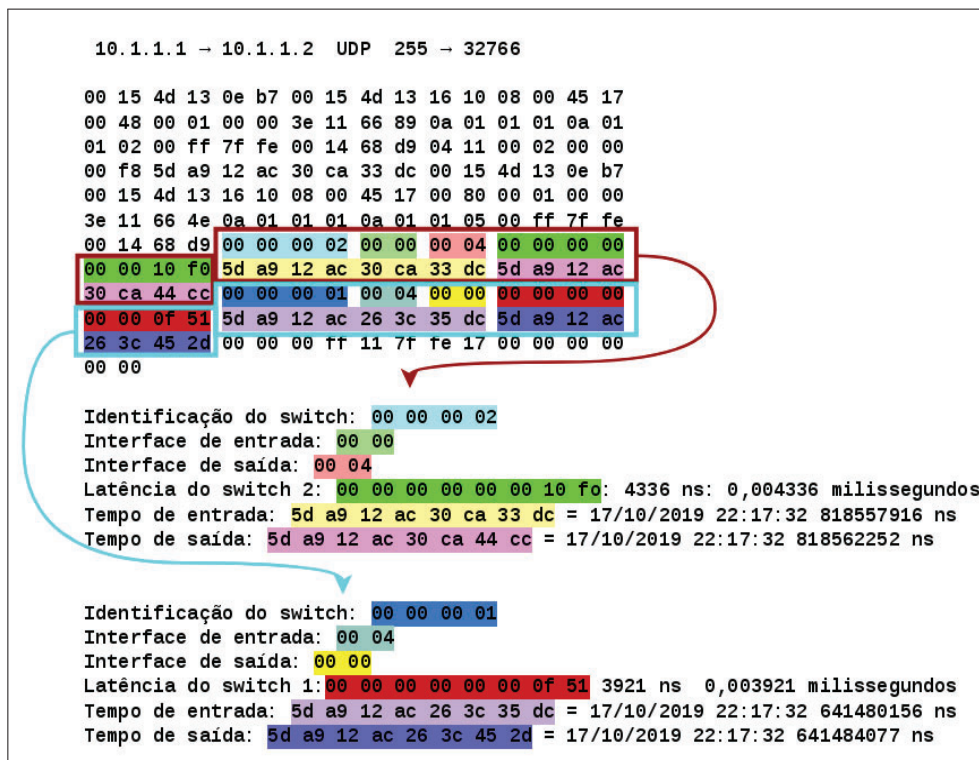 10.1.1.1 → 10.1.1.2 UDP 255 → 32766
00 15 4d 13 0e b7 00 15 4d 13 16 10 08 00 45 17
00 48 00 01 00 00 3e 11 66 89 0a 01 01 01 0a 01
01 02 00 ff 7f fe 00 14 68 d9 04 11 00 02 00 00
00 f8 5d a9 12 ac 30 ca 33 dc 00 15 4d 13 0e b7
00 15 4d 13 16 10 08 00 45 17 00 80 00 01 00 00
3e 11 66 4e 0a 01 01 01 0a 01 01 05 00 ff 7f fe
00 14 68 d9 00 00 00 02 00 00 00 04 00 00 00 00
00 00 10 f0 5d a9 12 ac 30 ca 33 dc 5d a9 12 ac
30 ca 44 cc 00 00 00 01 00 04 00 00 00 00 00 00
00 00 0f 51 5d a9 12 ac 26 3c 35 dc 5d a9 12 ac
26 3c 45 2d 00 00 00 ff 11 7f fe 17 00 00 00 00
00 00
Identificação do switch: 00 00 00 02
Interface de entrada: 00 00
Interface de saída: 00 04
Latência do switch 2: 00 00 00 00 00 00 10 fo: 4336 ns: 0,004336 milissegundos
Tempo de entrada: 5d a9 12 ac 30 ca 33 dc = 17/10/2019 22:17:32 818557916 ns
Tempo de saída: 5d a9 12 ac 30 ca 44 cc = 17/10/2019 22:17:32 818562252 ns
Identificação do switch: 00 00 00 01
Interface de entrada: 00 04
Interface de saída: 00 00
Latência do switch 1: 00 00 00 00 00 00 0f 51 3921 ns 0,003921 milissegundos
Tempo de entrada: 5d a9 12 ac 26 3c 35 dc = 17/10/2019 22:17:32 641480156 ns
Tempo de saída: 5d a9 12 ac 26 3c 45 2d = 17/10/2019 22:17:32 641484077 ns